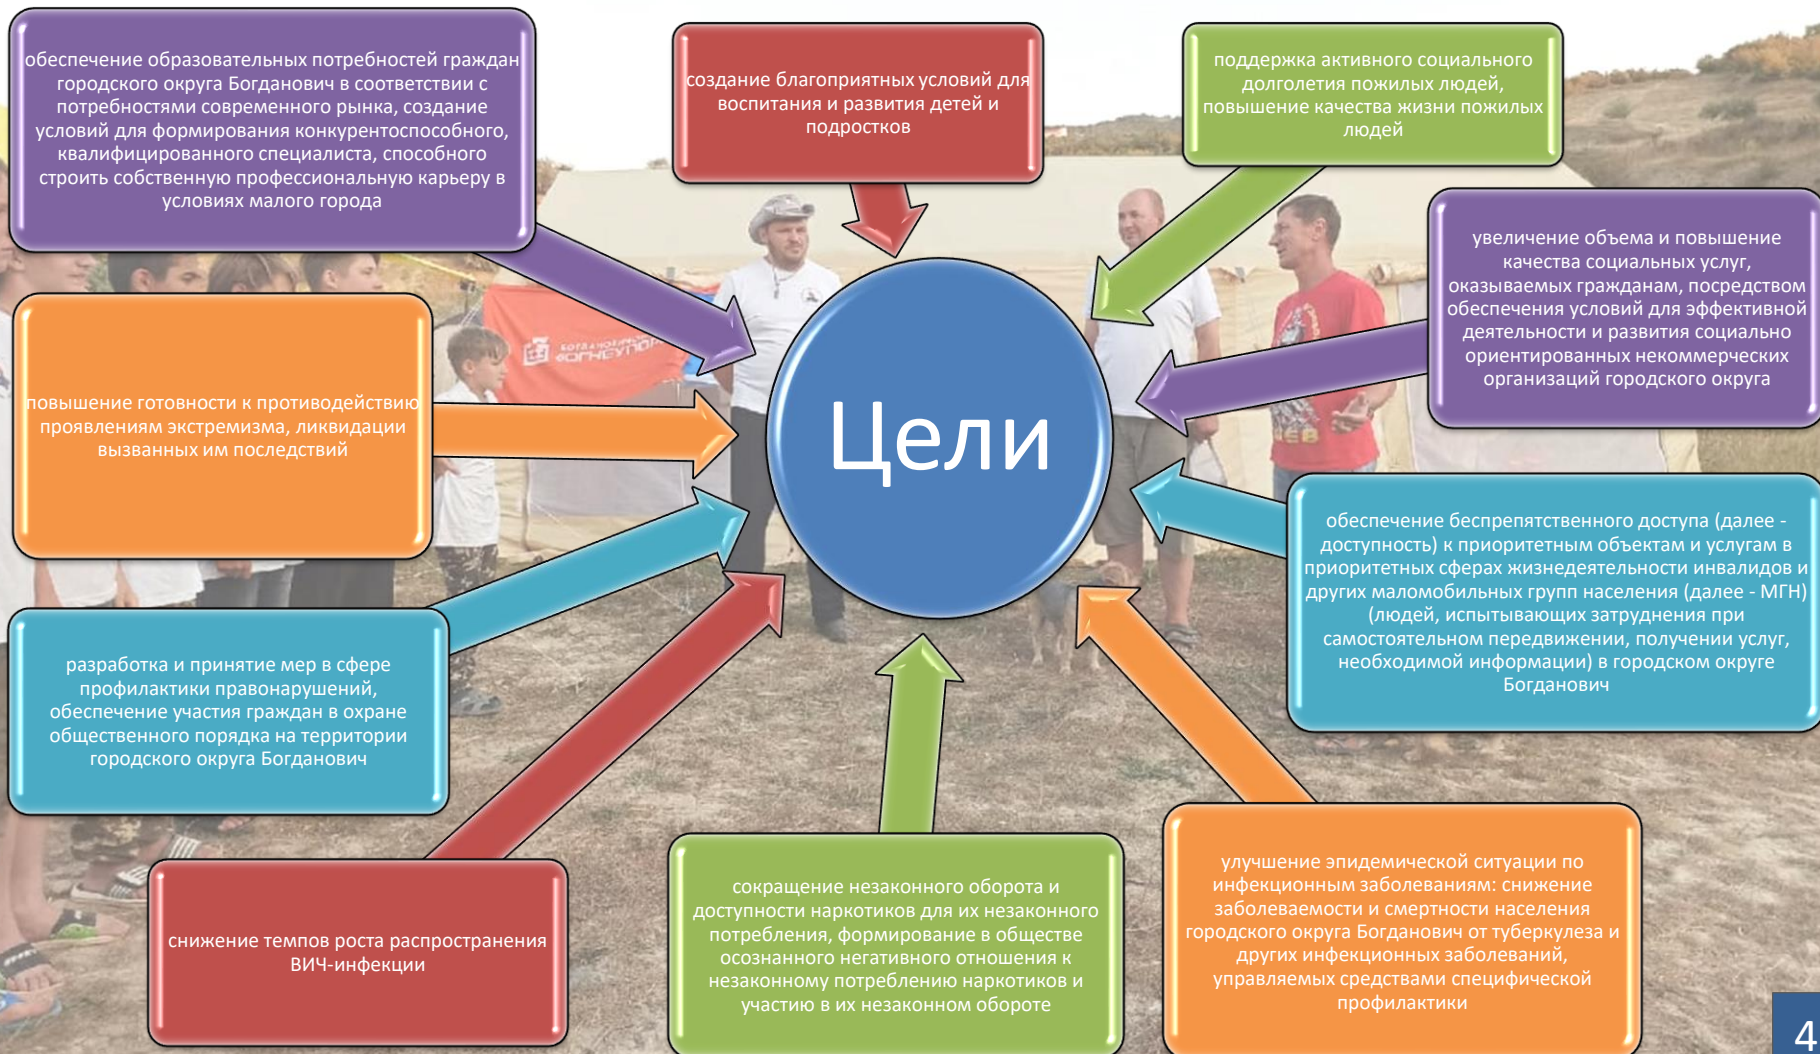 обеспечение образовательных потребностей граждан
городского округа Богданович в соответствии с
потребностями современного рынка, создание
условий для формирования конкурентоспособного,
квалифицированного специалиста, способного
строить собственную профессиональную карьеру в
условиях малого города
создание благоприятных условий для
воспитания и развития детей и
подростков
поддержка активного социального
долголетия пожилых людей,
повышение качества жизни пожилых
людей
увеличение объема и повышение
качества социальных услуг,
оказываемых гражданам, посредством
обеспечения условий для эффективной
деятельности и развития социально
ориентированных некоммерческих
организаций городского округа
повышение готовности к противодействию
проявлениям экстремизма, ликвидации
вызванных им последствий
Цели
обеспечение беспрепятственного доступа (далее -
доступность) к приоритетным объектам и услугам в
приоритетных сферах жизнедеятельности инвалидов и
других маломобильных групп населения (далее - МГН)
(людей, испытывающих затруднения при
самостоятельном передвижении, получении услуг,
необходимой информации) в городском округе
Богданович
разработка и принятие мер в сфере
профилактики правонарушений,
обеспечение участия граждан в охране
общественного порядка на территории
городского округа Богданович
снижение темпов роста распространения
ВИЧ-инфекции
сокращение незаконного оборота и
доступности наркотиков для их незаконного
потребления, формирование в обществе
осознанного негативного отношения к
незаконному потреблению наркотиков и
участию в их незаконном обороте
улучшение эпидемической ситуации по
инфекционным заболеваниям: снижение
заболеваемости и смертности населения
городского округа Богданович от туберкулеза и
других инфекционных заболеваний,
управляемых средствами специфической
профилактики
4